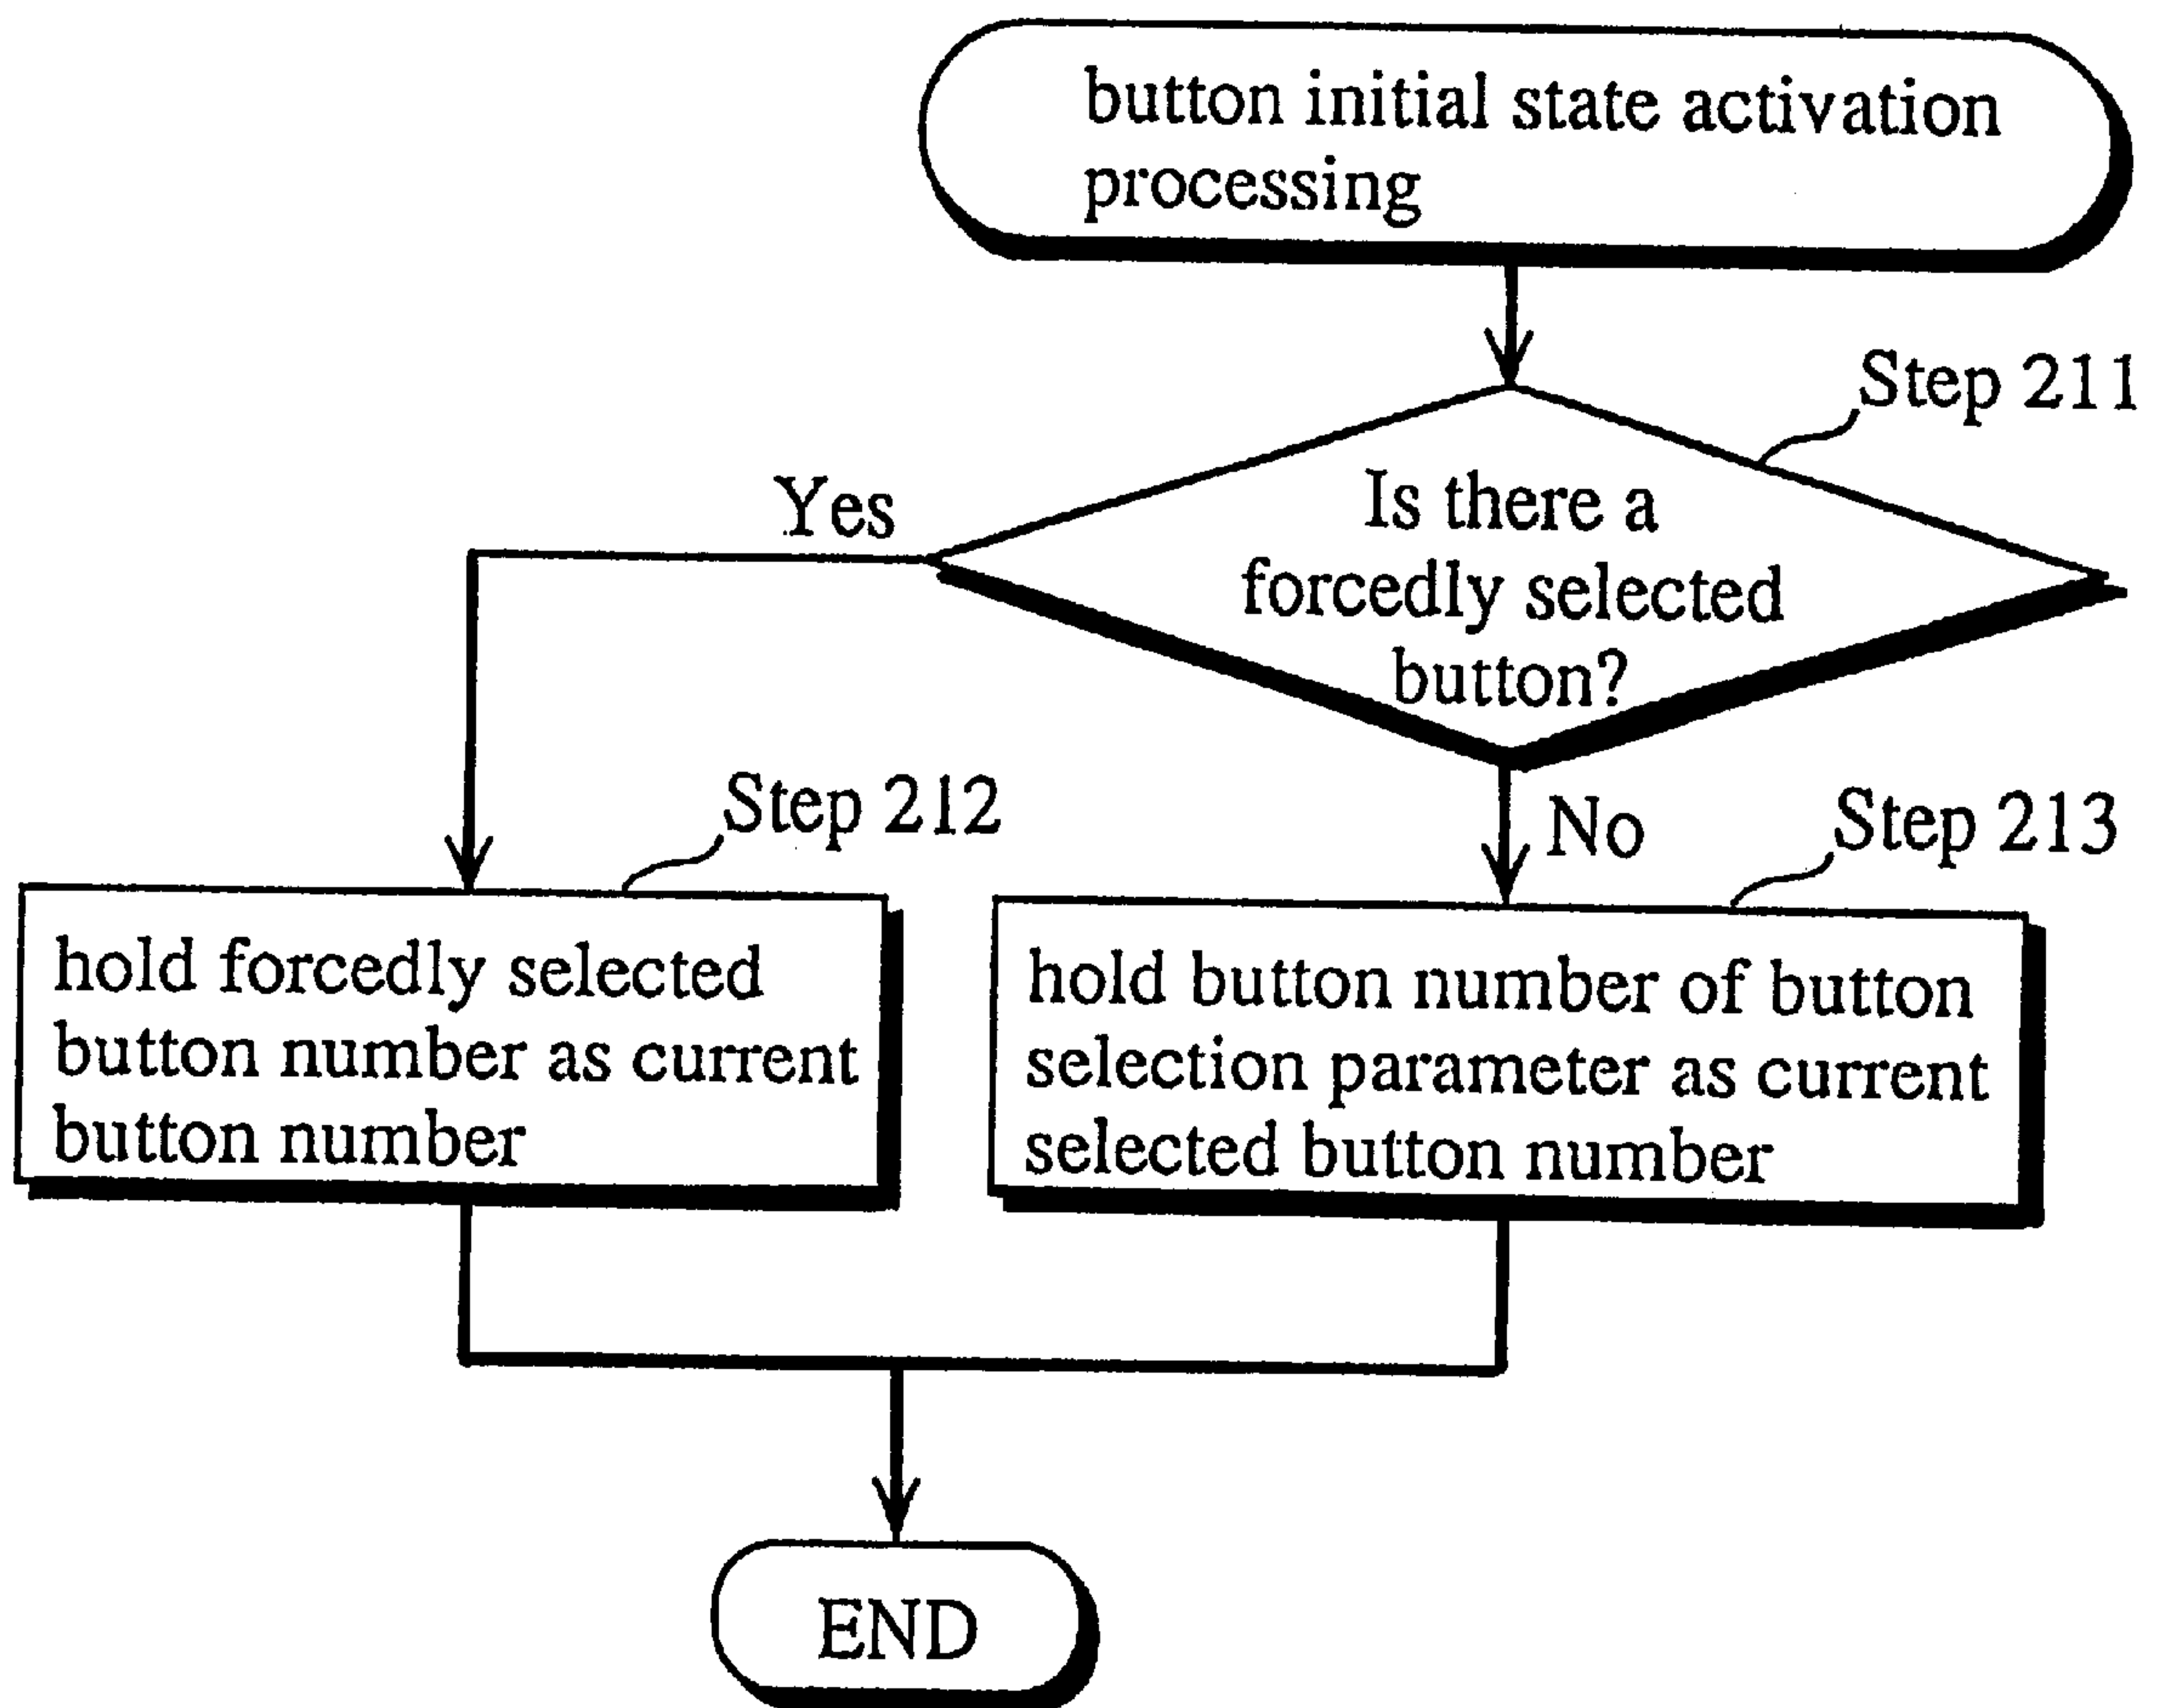 button initial state activation
processing
Step 211
Is there a
forcedly selected
button?
Yes
No
Step 212
hold forcedly selected
button number as current
button number
Step 213
hold button number of button
selection parameter as current
selected button number
END